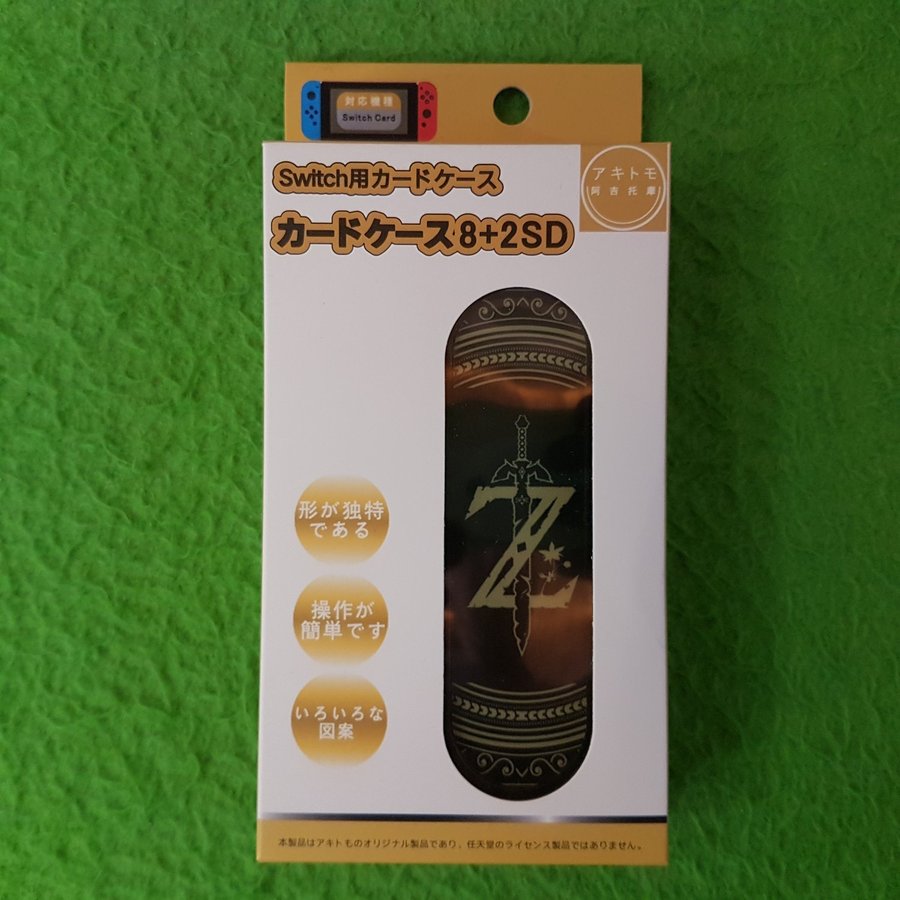 対応機種
Switch Card
アキトモ
阿吉托摩
Switch用カードケース
カードケース8+2SD
Z
形が独特
である
操作が
簡単です
いろいろな
図案
本製品はアキトものオリジナル製品であり、任天堂のライセンス製品ではありません。